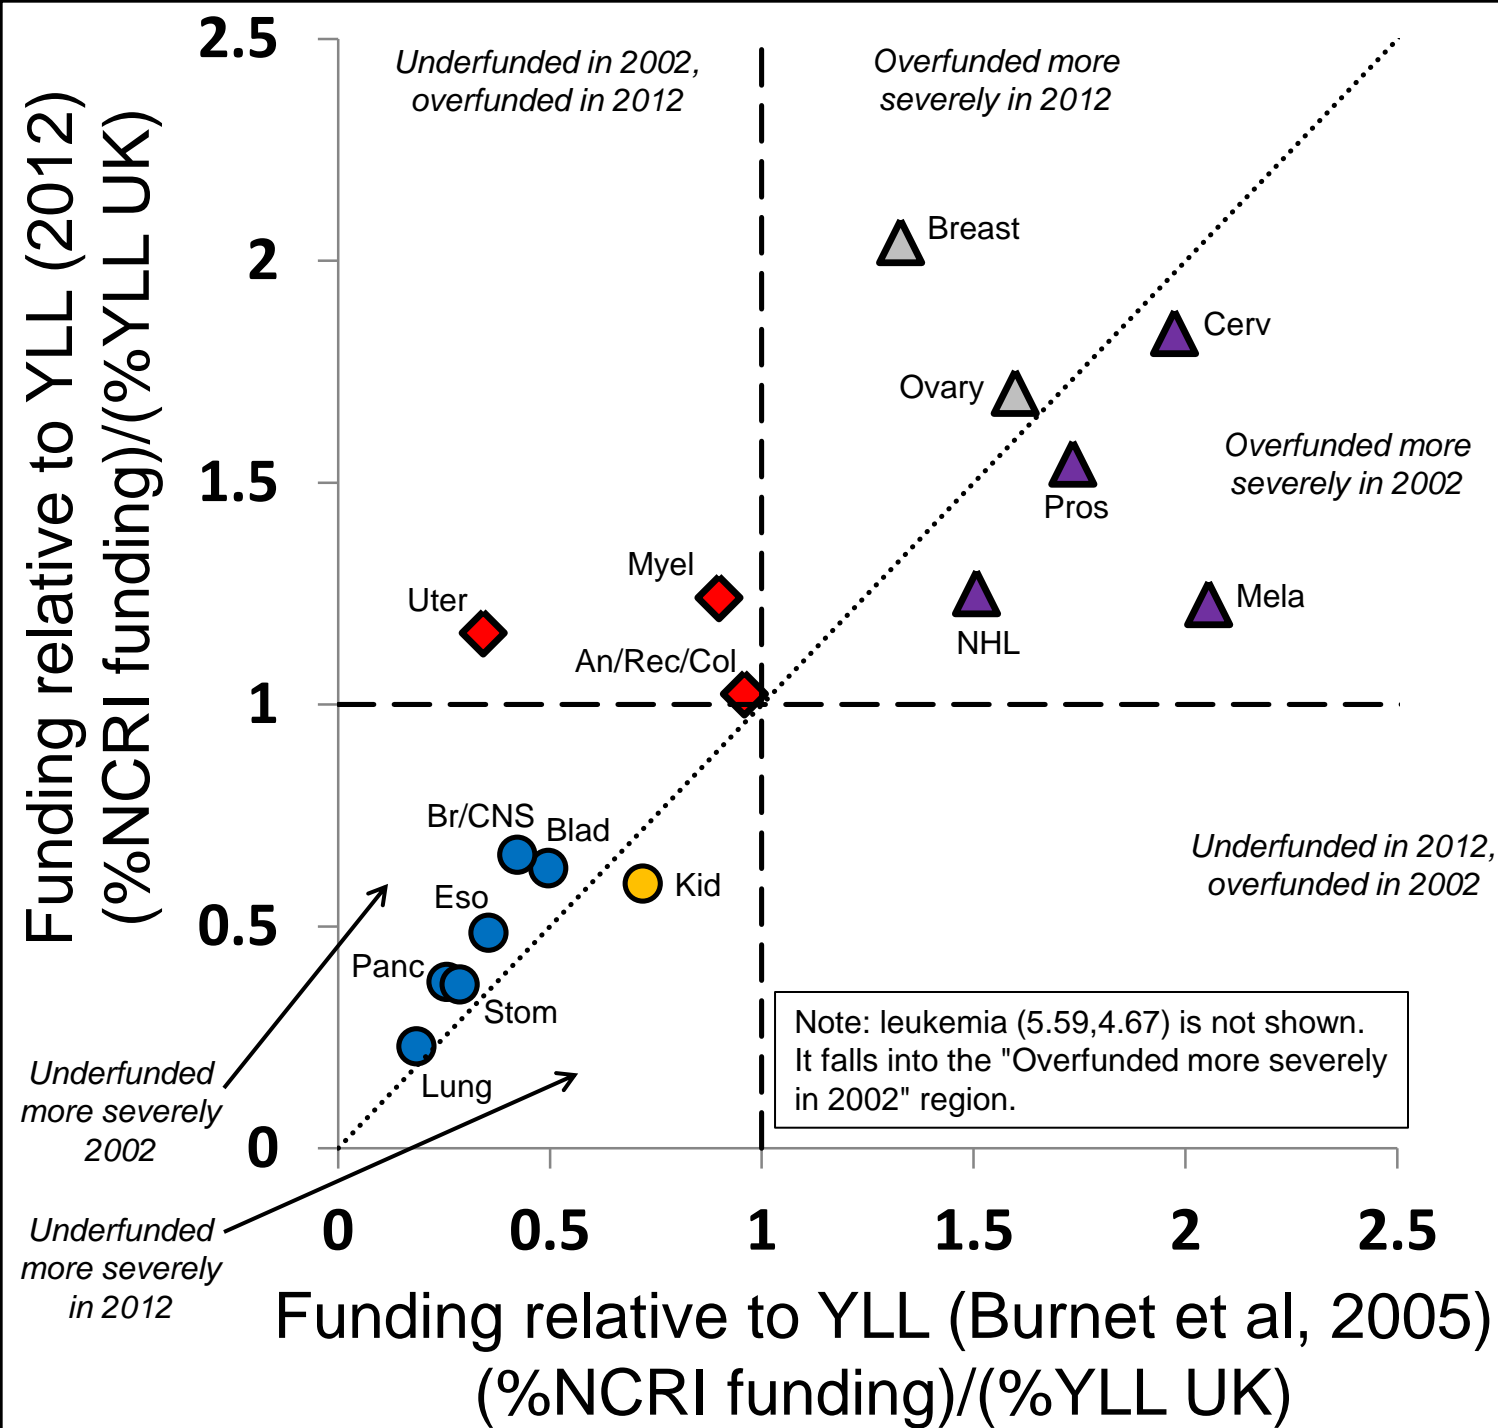 Funding relative to YLL (2012)
(%NCRI funding)/(%YLL UK)
2.5
2
1.5
1
0.5
0
Underfunded in 2002,
overfunded in 2012
Overfunded more
severely in 2012
Breast
Cerv
Ovary
Overfunded more
severely in 2002
Pros
Myel
Uter
Mela
NHL
An/Rec/Col
Br/CNS
Blad
Kid
Underfunded in 2012,
overfunded in 2002
Eso
Panc
Stom
Lung
Note: leukemia (5.59,4.67) is not shown.
It falls into the "Overfunded more severely
in 2002" region.
Underfunded
more severely
2002
Underfunded
more severely
in 2012
0
0.5
1
1.5
2
2.5
Funding relative to YLL (Burnet et al, 2005)
(%NCRI funding)/(%YLL UK)